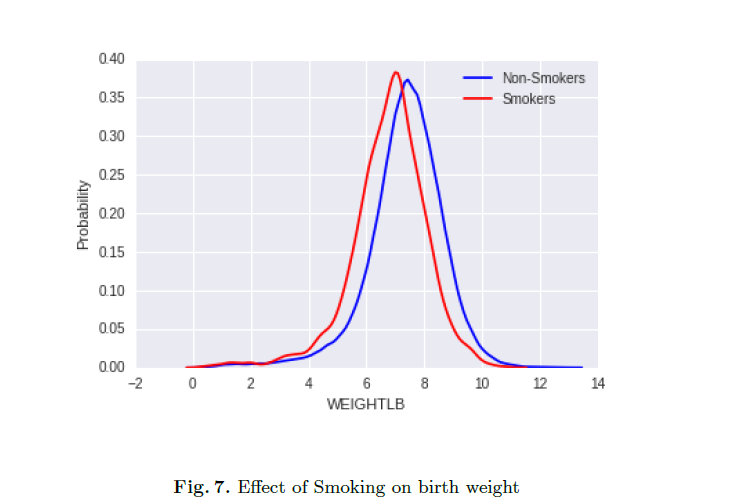 0.40
Non-Smokers
Smokers
0.35
0.30
0.25
0.20
0.15
0.10
0.05
0.00
Probability
−2 0 2 4 6 8 10 12 14
WEIGHTLB
Fig. 7. Effect of Smoking on birth weight